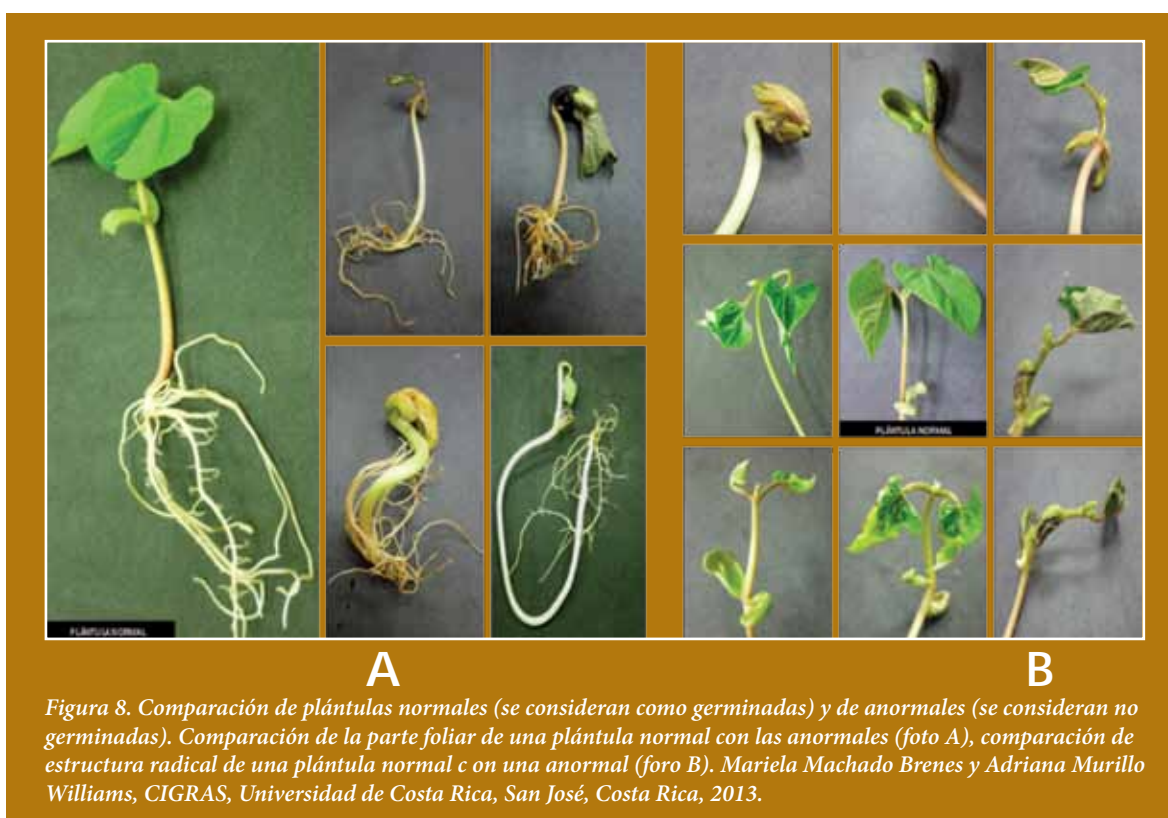 PLÁNTULA NORMAL
PLÁNTULA NORMAL
A
B
Figura 8. Comparación de plántulas normales (se consideran como germinadas) y de anormales (se consideran no
germinadas). Comparación de la parte foliar de una plántula normal con las anormales (foto A), comparación de
estructura radical de una plántula normal c on una anormal (foro B). Mariela Machado Brenes y Adriana Murillo
Williams, CIGRAS, Universidad de Costa Rica, San José, Costa Rica, 2013.